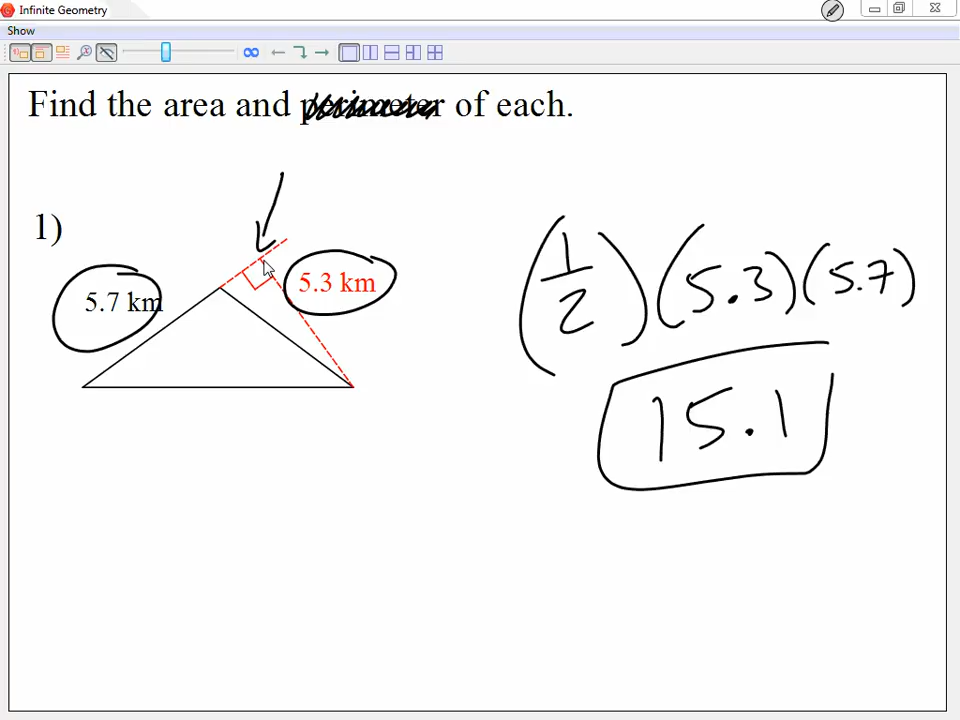 Infinite Geometry
Show
Find the area and perimeter of each.
1)
5.7 km
5.3 km
(1/2)(5.3)(5.7)
15.1